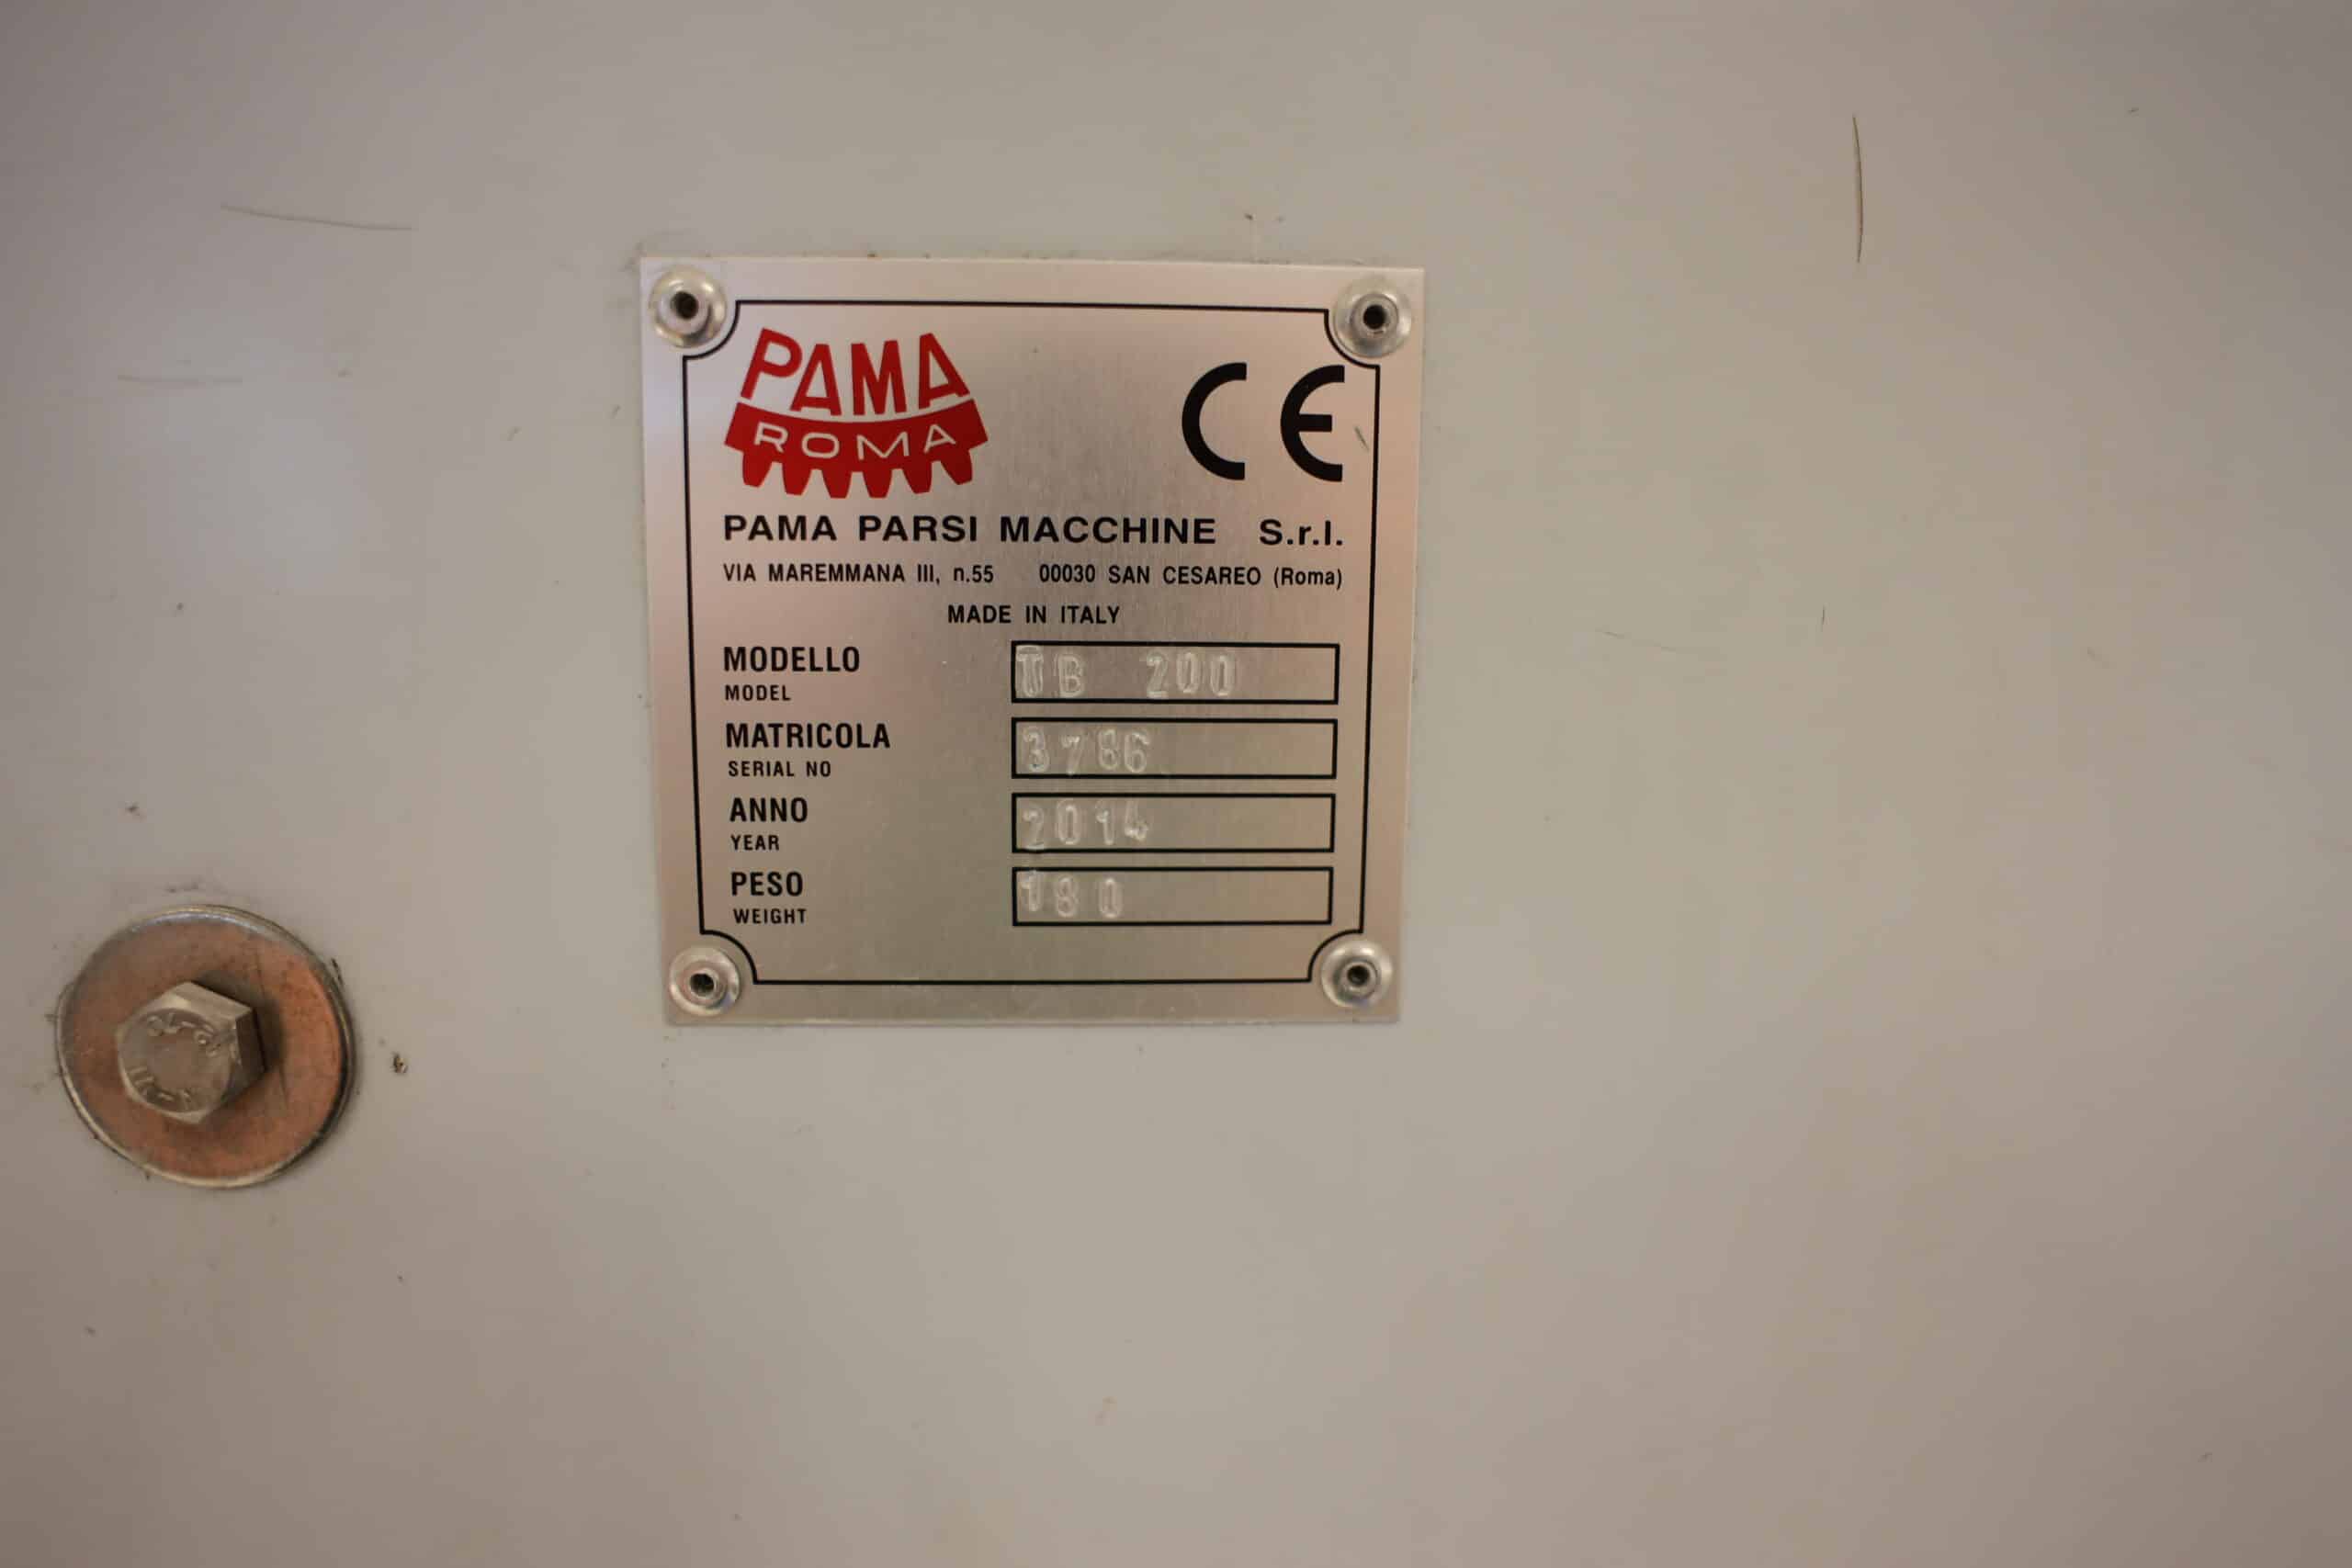 PAMA
ROMA
CE
PAMA PARSI MACCHINE S.r.l.
VIA MAREMMANA III, n.55 00030 SAN CESAREO (Roma)
MADE IN ITALY
MODELLO TB 200
MODEL
MATRICOLA 3786
SERIAL NO
ANNO 2014
YEAR
PESO 180
WEIGHT